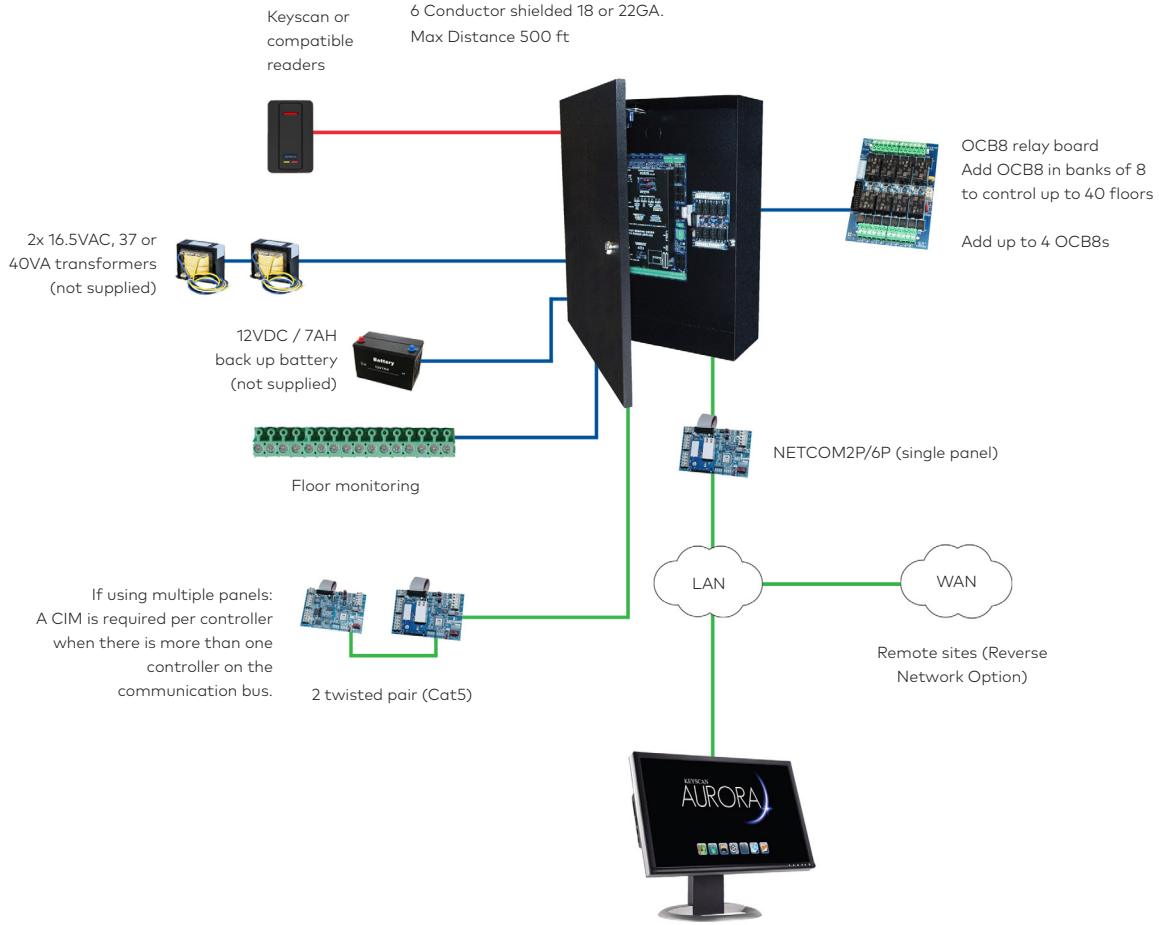 Keyscan or
compatible
readers
6 Conductor shielded 18 or 22GA.
Max Distance 500 ft
OCB8 relay board
Add OCB8 in banks of 8
to control up to 40 floors
Add up to 4 OCB8s
2x 16.5VAC, 37 or
40VA transformers
(not supplied)
12VDC / 7AH
back up battery
(not supplied)
Battery
Floor monitoring
NETCOM2P/6P (single panel)
LAN
WAN
Remote sites (Reverse
Network Option)
If using multiple panels:
A CIM is required per controller
when there is more than one
controller on the
communication bus.
2 twisted pair (Cat5)
KEYSCAN
AURORA